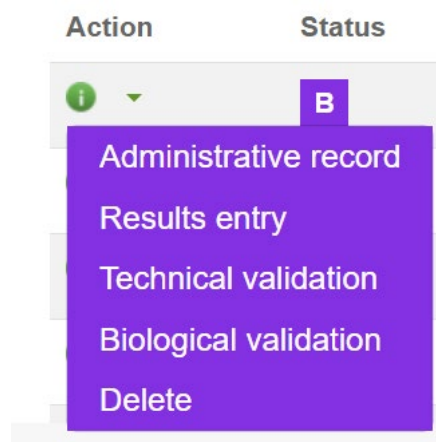 Action Status
B
Administrative record
Results entry
Technical validation
Biological validation
Delete